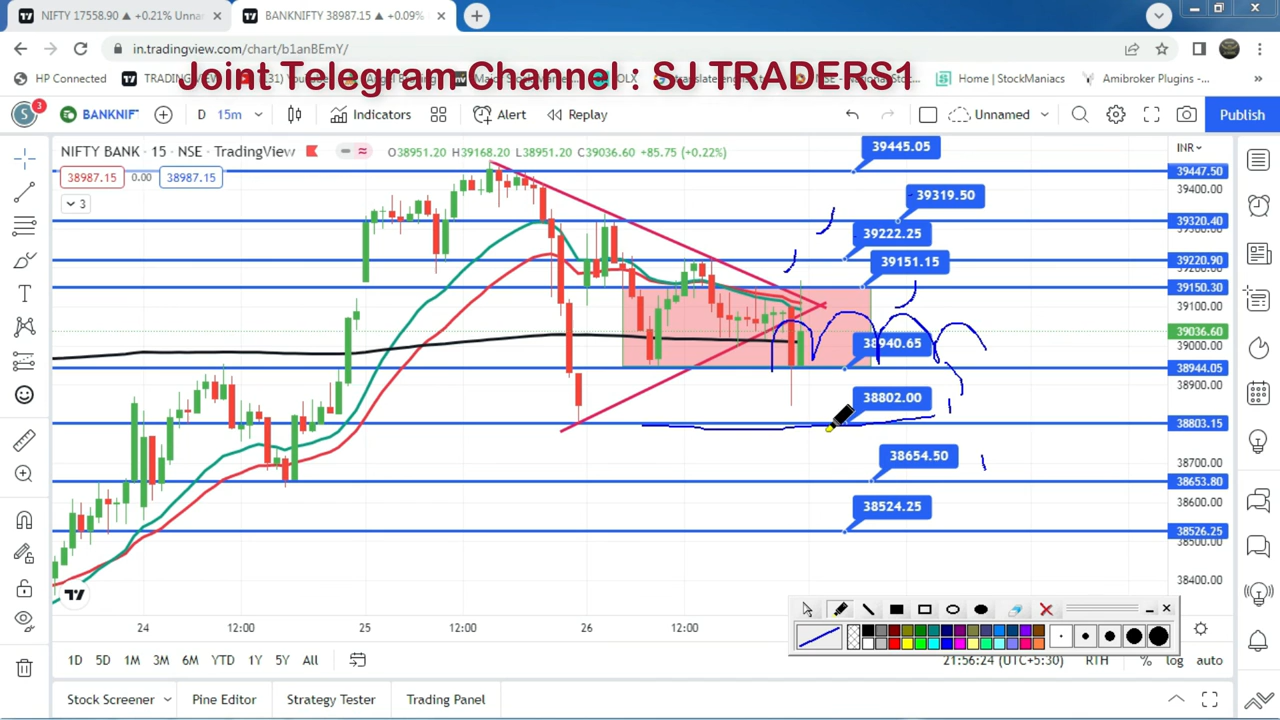 NIFTY 17558.90 ▲ +0.21% Unna
BANKNIFTY 38987.15 ▲ +0.09%
in.tradingview.com/chart/b1anBEmY/
HP Connected
Joint Telegram Channel : SJ TRADERS1
OLX
Home | StockManiacs
Amibroker Plugins -...
S 3
BANKNIF
D 15m
Indicators
Alert
Replay
Unnamed
Publish
NIFTY BANK • 15 • NSE • TradingView
O38951.20 H39168.20 L38951.20 C39036.60 +85.75 (+0.22%)
INR
38987.15 0.00 38987.15
3
39445.05
39319.50
39222.25
39151.15
38940.65
38802.00
38654.50
38524.25
39447.50
39400.00
39320.40
39220.90
39150.30
39100.00
39036.60
39000.00
38944.05
38900.00
38803.15
38700.00
38653.80
38600.00
38526.25
38500.00
38400.00
24 12:00 25 12:00 26 12:00
1D 5D 1M 3M 6M YTD 1Y 5Y All
21:56:24 (UTC+5:30) RTH % log auto
Stock Screener Pine Editor Strategy Tester Trading Panel